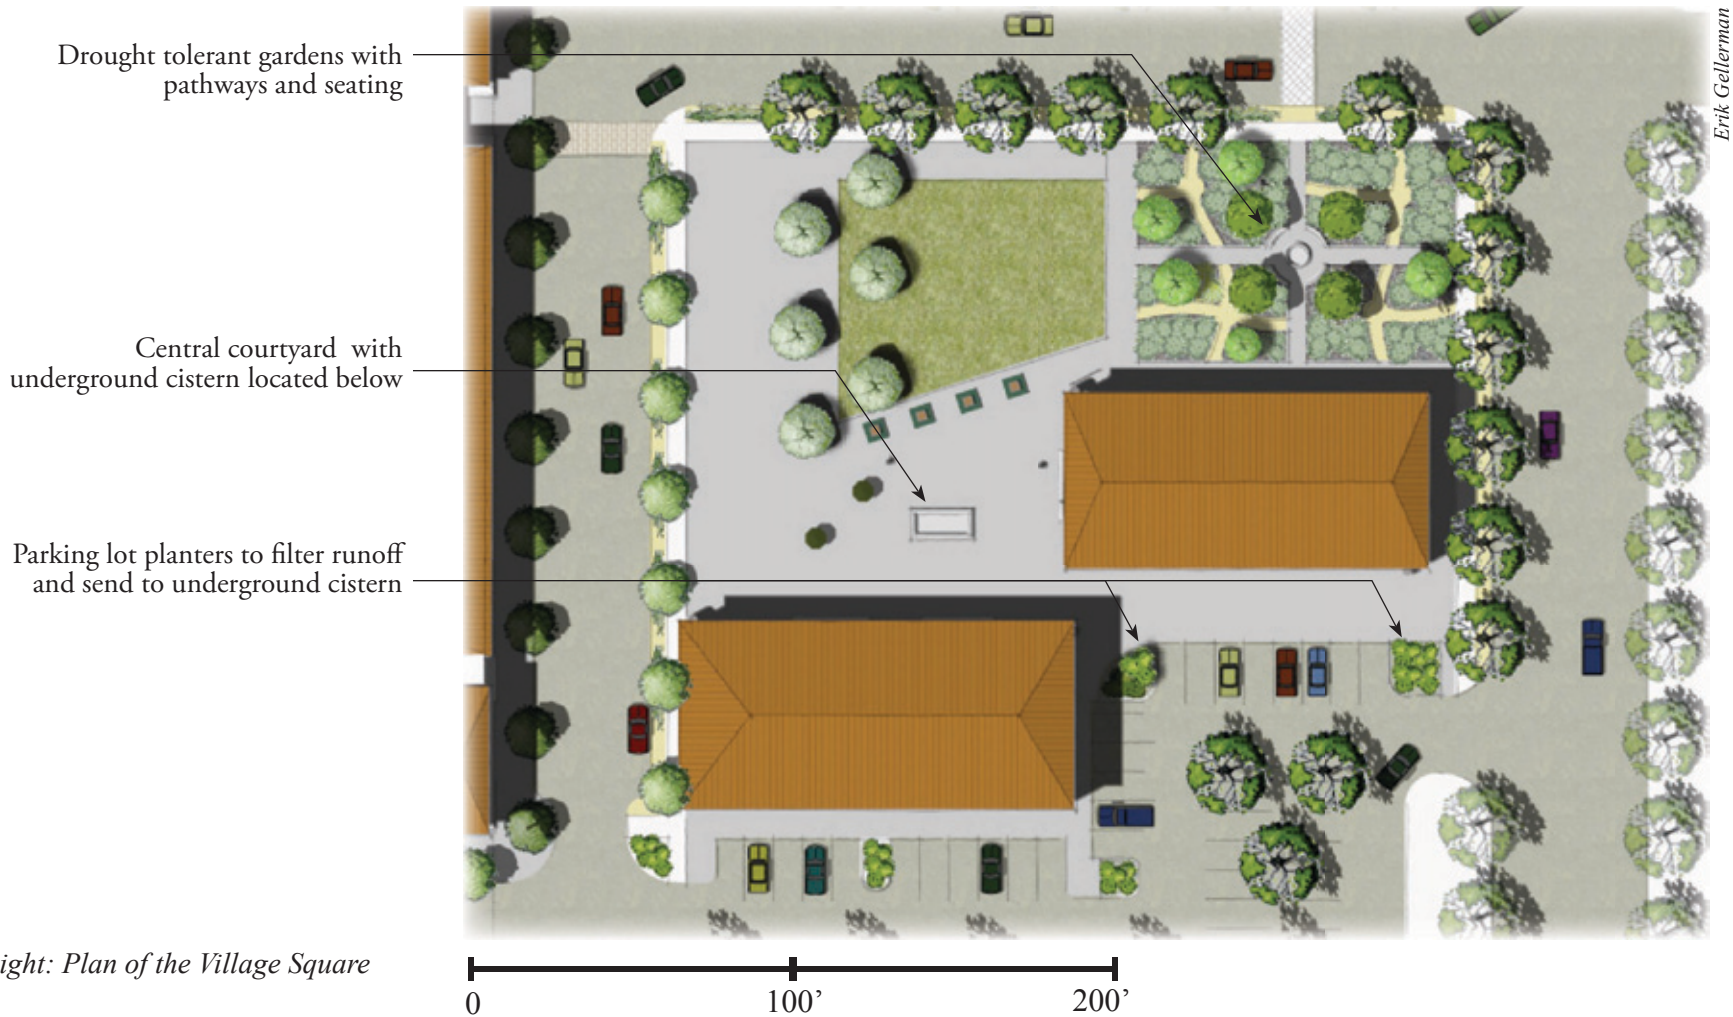 Drought tolerant gardens with
pathways and seating
Erik Gellerman
Central courtyard with
underground cistern located below
Parking lot planters to filter runoff
and send to underground cistern
ight: Plan of the Village Square
0
100’
200’